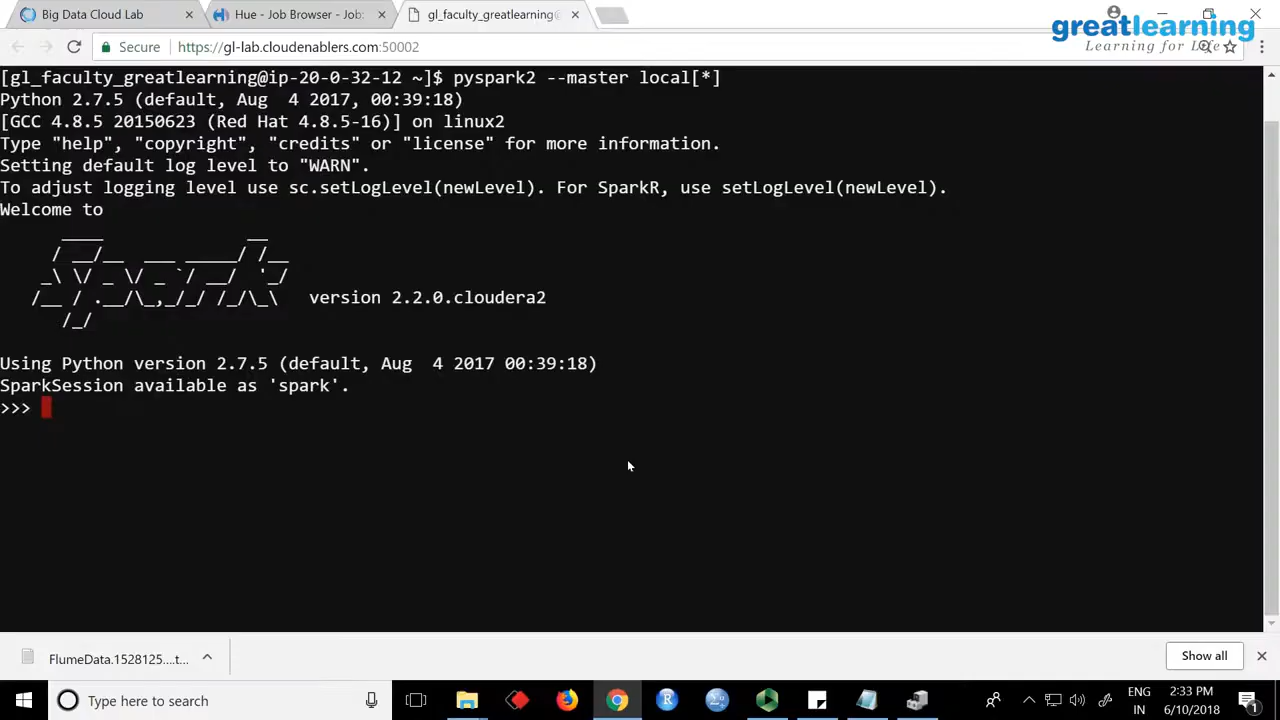 Big Data Cloud Lab
Hue - Job Browser - Job:
gl_faculty_greatlearning@
greatlearning
Learning for Life
Secure
https://gl-lab.cloudenablers.com:50002
[gl_faculty_greatlearning@ip-20-0-32-12 ~]$ pyspark2 --master local[*]
Python 2.7.5 (default, Aug  4 2017, 00:39:18)
[GCC 4.8.5 20150623 (Red Hat 4.8.5-16)] on linux2
Type "help", "copyright", "credits" or "license" for more information.
Setting default log level to "WARN".
To adjust logging level use sc.setLogLevel(newLevel). For SparkR, use setLogLevel(newLevel).
Welcome to
version 2.2.0.cloudera2
Using Python version 2.7.5 (default, Aug  4 2017 00:39:18)
SparkSession available as 'spark'.
>>>
FlumeData.1528125....t...
Show all
Type here to search
ENG
IN
2:33 PM
6/10/2018
1